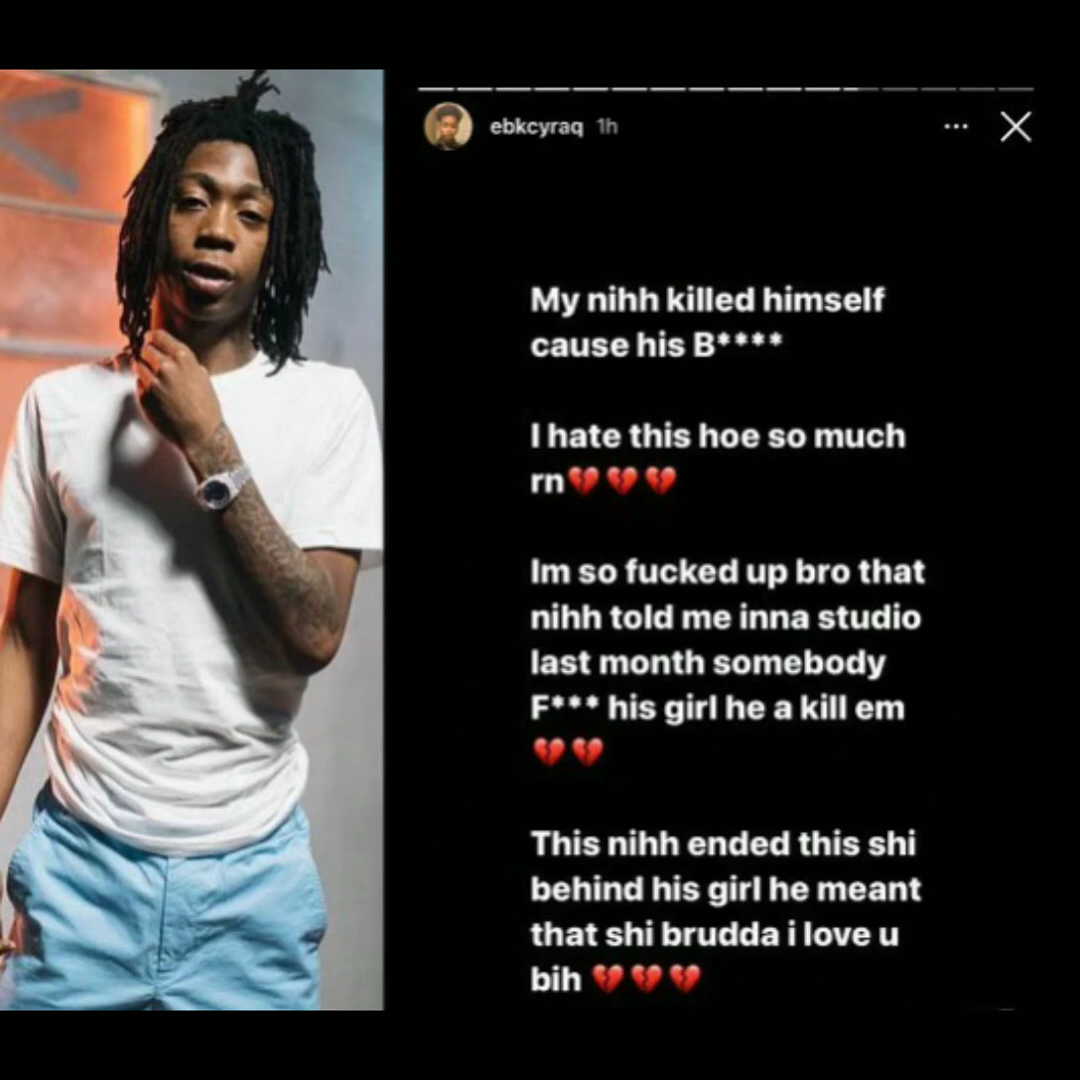 ebkcyraq 1h
My nihh killed himself
cause his B****
I hate this hoe so much
rn💔💔💔
Im so fucked up bro that
nihh told me inna studio
last month somebody
F*** his girl he a kill em
💔💔
This nihh ended this shi
behind his girl he meant
that shi brudda i love u
bih 💔💔💔